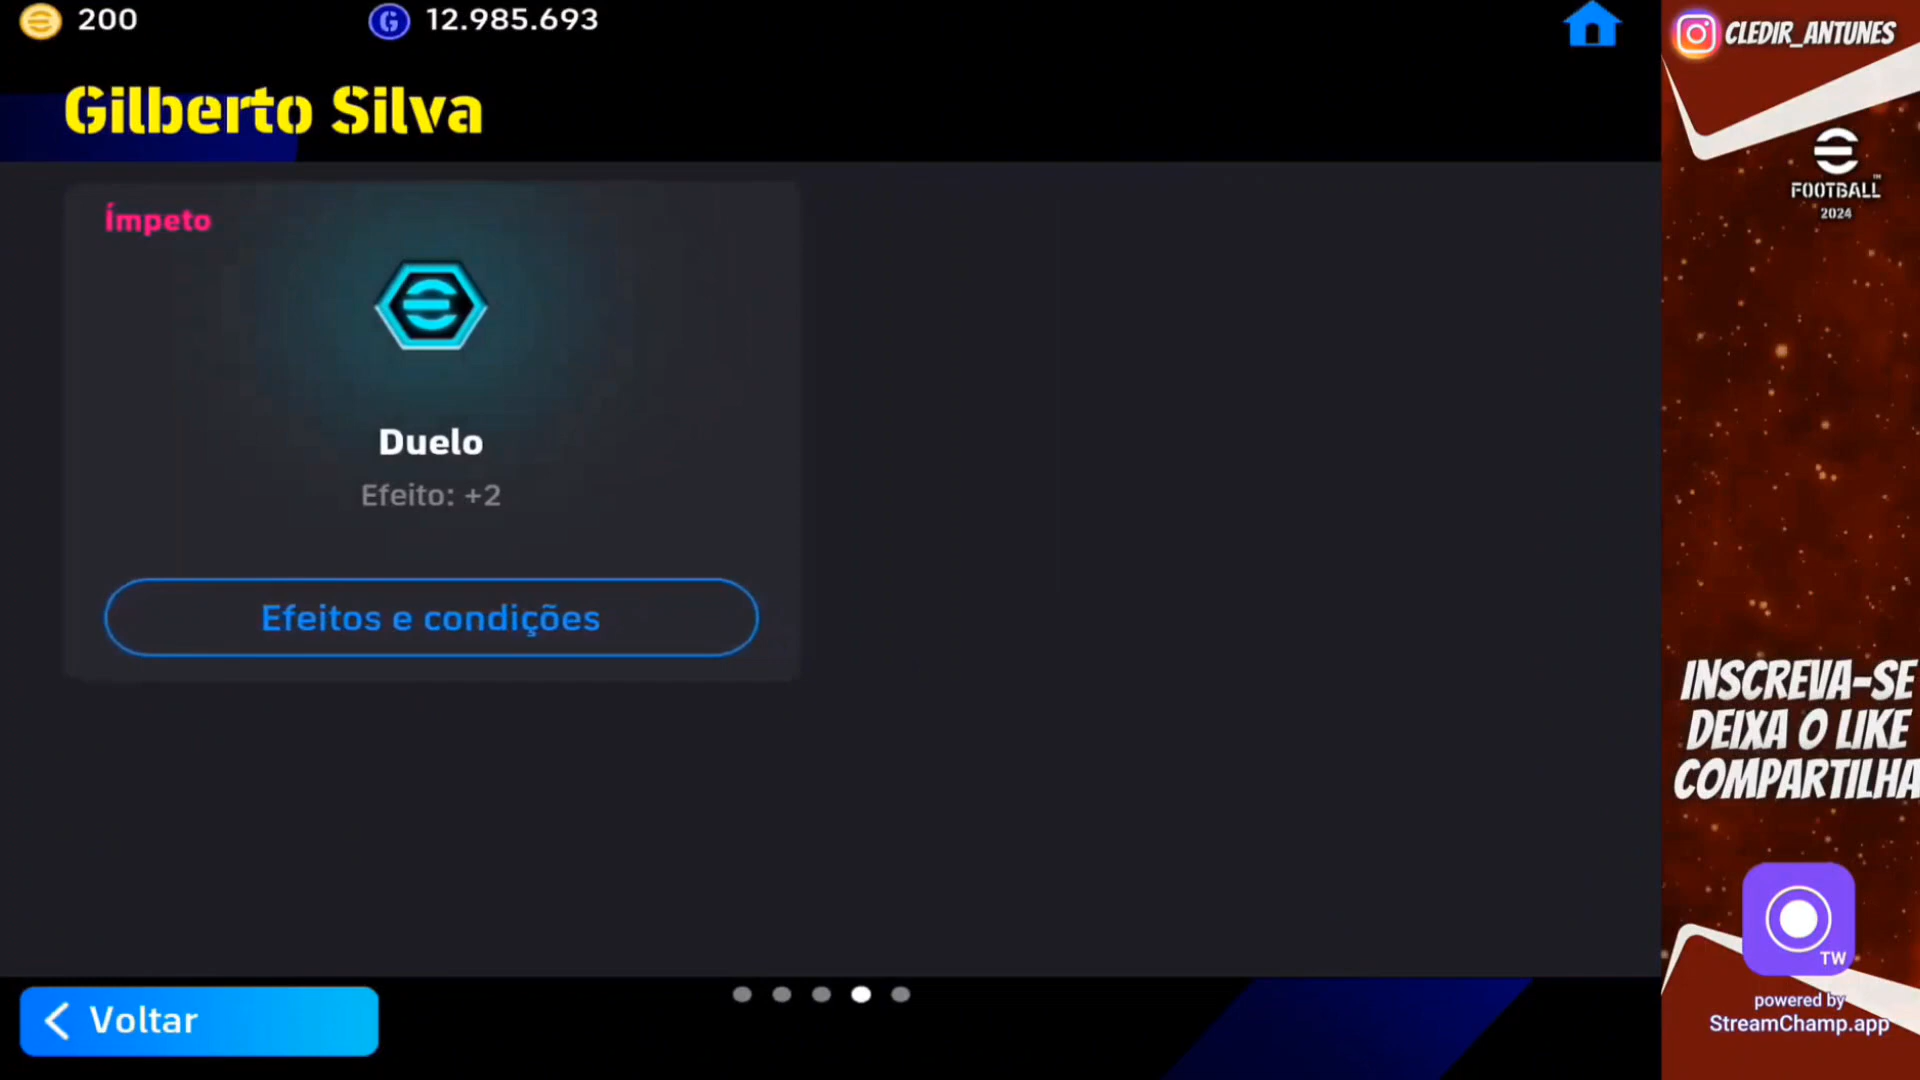 200
12.985.693
Gilberto Silva
Ímpeto
Duelo
Efeito: +2
Efeitos e condições
Voltar
CLEDIR_ANTUNES
FOOTBALL™
2024
INSCREVA-SE
DEIXA O LIKE
COMPARTILHA
TW
powered by
StreamChamp.app